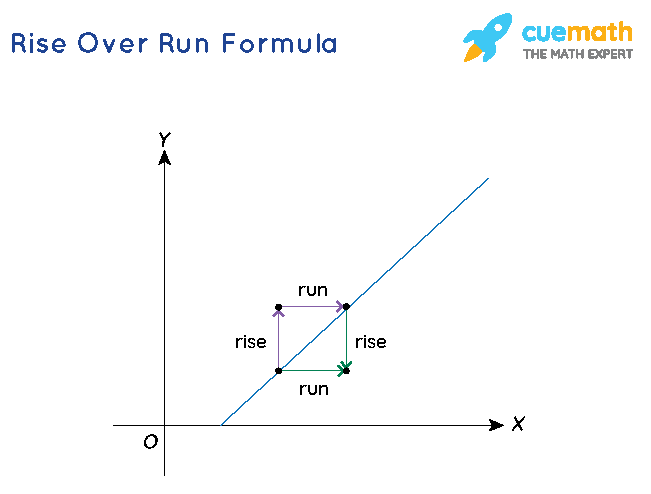 Rise Over Run Formula
cuemath
THE MATH EXPERT
Y
run
rise
rise
run
X
O